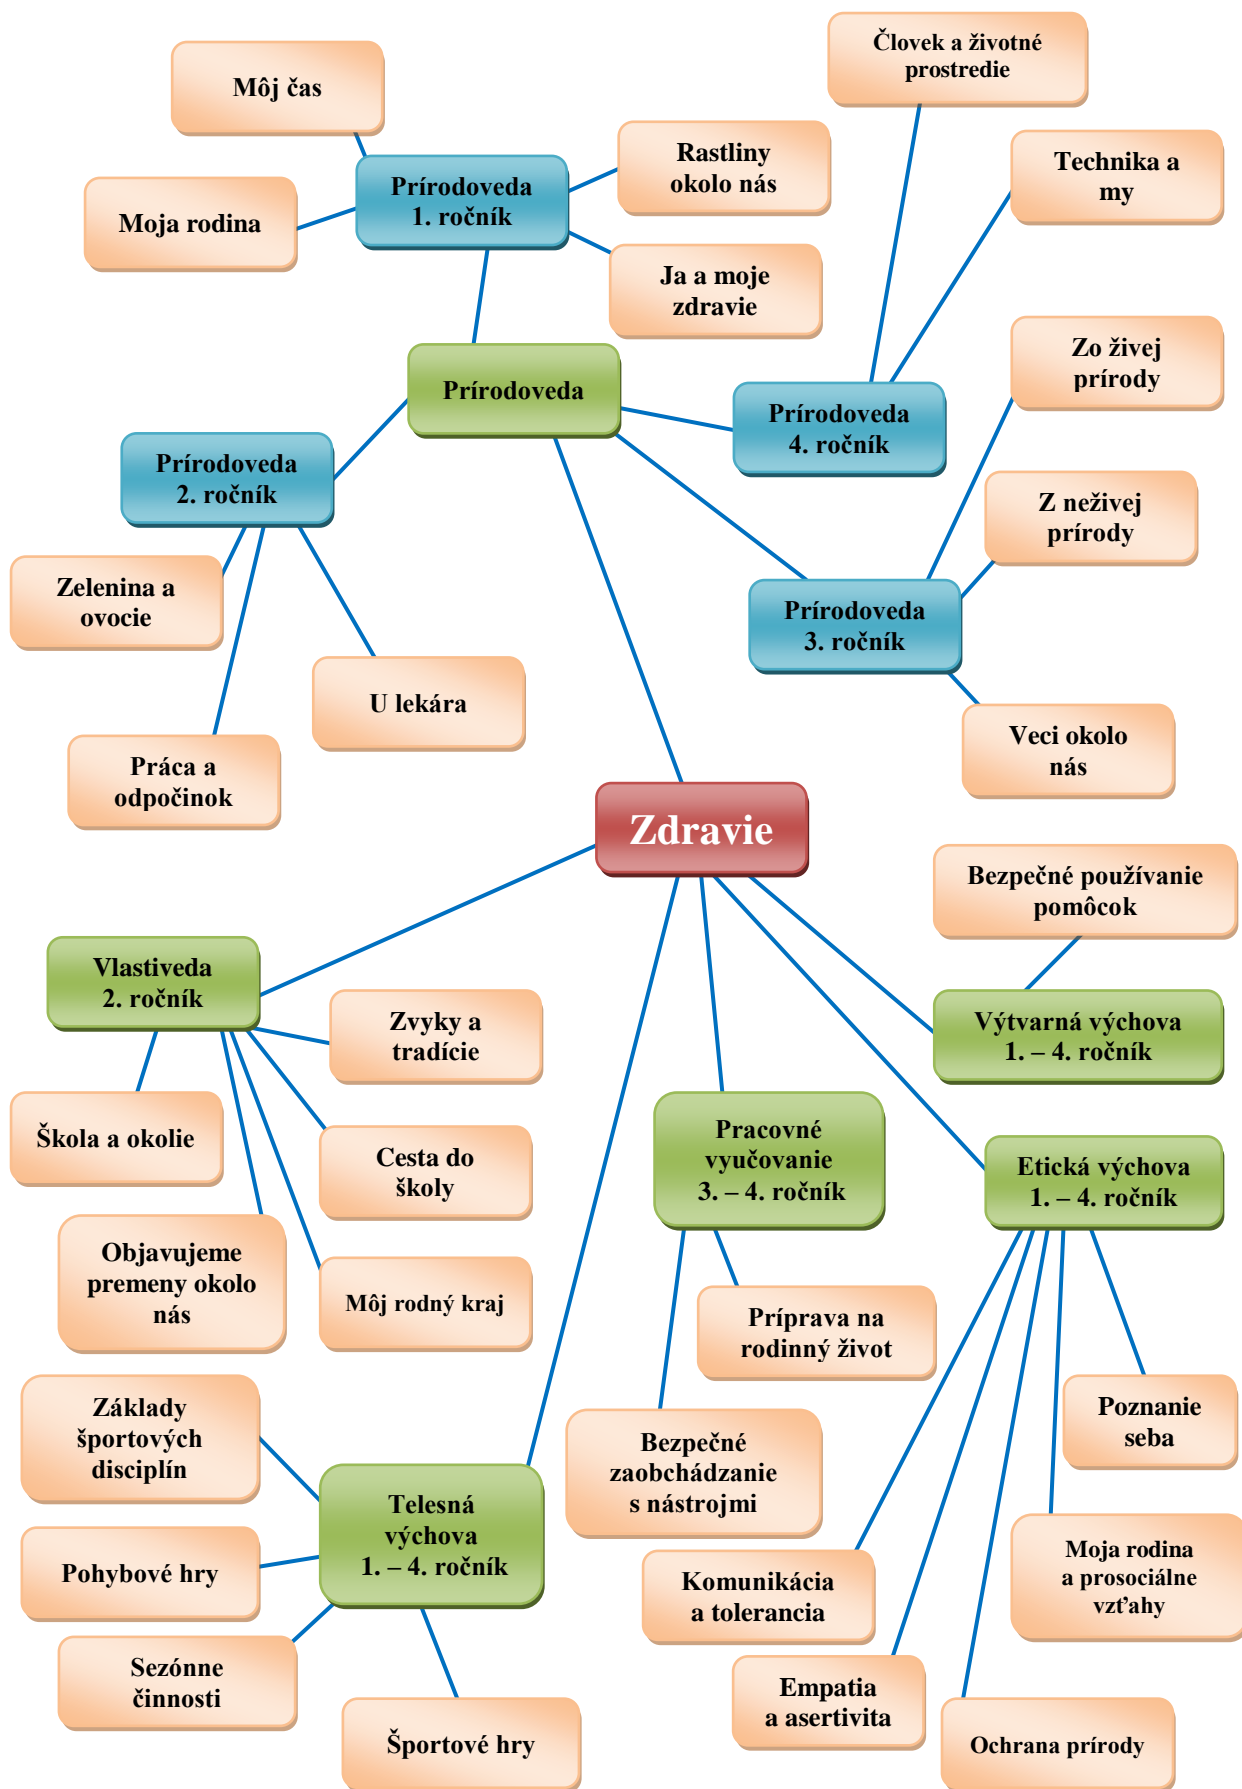 Človek a životné
prostredie
Môj čas
Rastliny
okolo nás
Technika a
my
Prírodoveda
1. ročník
Moja rodina
Ja a moje
zdravie
Zo živej
prírody
Prírodoveda
Prírodoveda
4. ročník
Prírodoveda
2. ročník
Z neživej
prírody
Zelenina a
ovocie
Prírodoveda
3. ročník
U lekára
Práca a
odpočinok
Veci okolo
nás
Zdravie
Bezpečné používanie
pomôcok
Vlastiveda
2. ročník
Zvyky a
tradície
Výtvarná výchova
1. – 4. ročník
Škola a okolie
Cesta do
školy
Pracovné
vyučovanie
3. – 4. ročník
Etická výchova
1. – 4. ročník
Objavujeme
premeny okolo
nás
Môj rodný kraj
Príprava na
rodinný život
Základy
športových
disciplín
Bezpečné
zaobchádzanie
s nástrojmi
Poznanie
seba
Telesná
výchova
1. – 4. ročník
Pohybové hry
Moja rodina
a prosociálne
vzťahy
Komunikácia
a tolerancia
Sezónne
činnosti
Empatia
a asertivita
Športové hry
Ochrana prírody